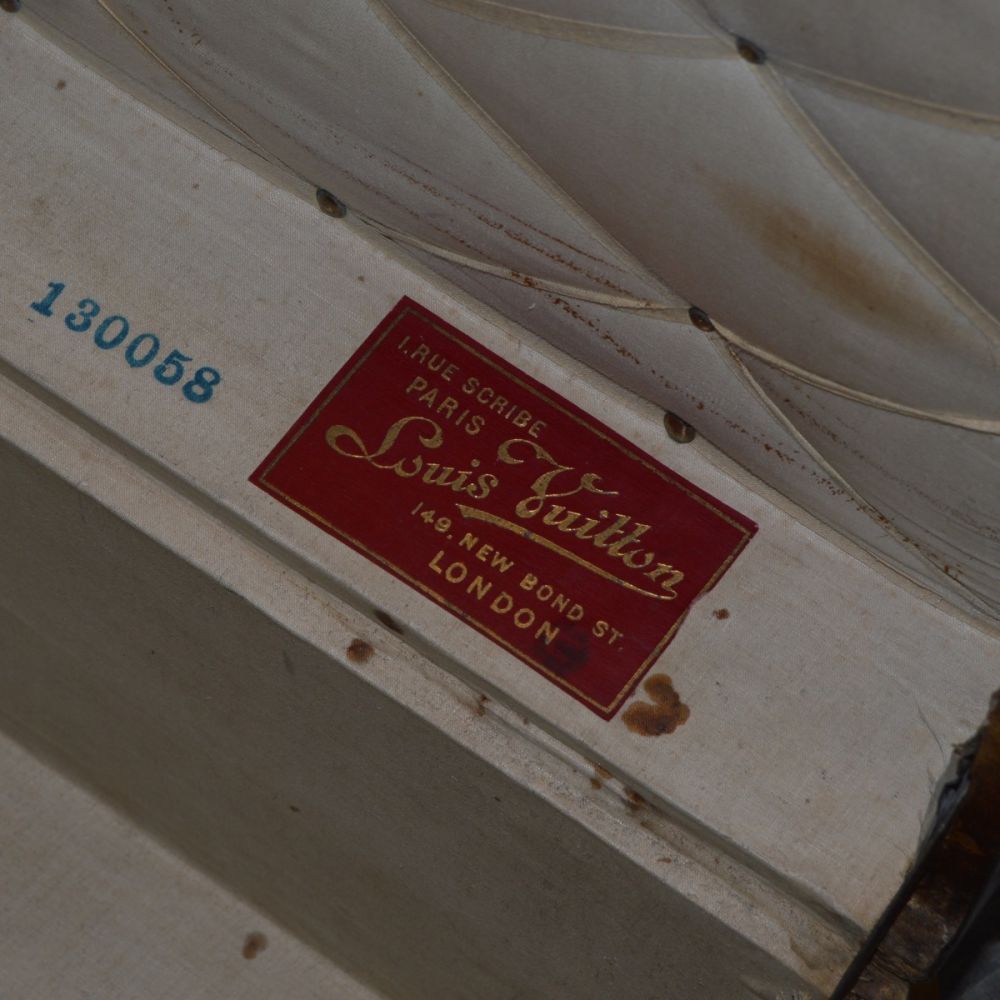 130058
1. RUE SCRIBE
PARIS
Louis Vuitton
149, NEW BOND ST.
LONDON